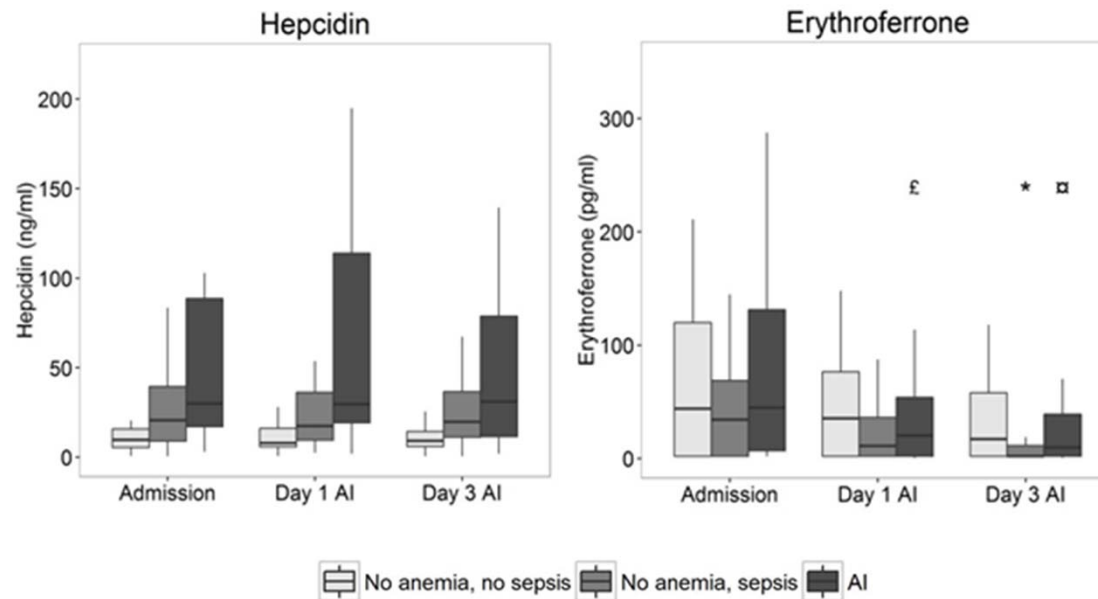 Hepcidin
Hepcidin (ng/ml)
200
150
100
50
0
Admission
Day 1 AI
Day 3 AI
Erythroferrone
Erythroferrone (pg/ml)
300
200
100
0
£
*
¤
Admission
Day 1 AI
Day 3 AI
No anemia, no sepsis
No anemia, sepsis
AI